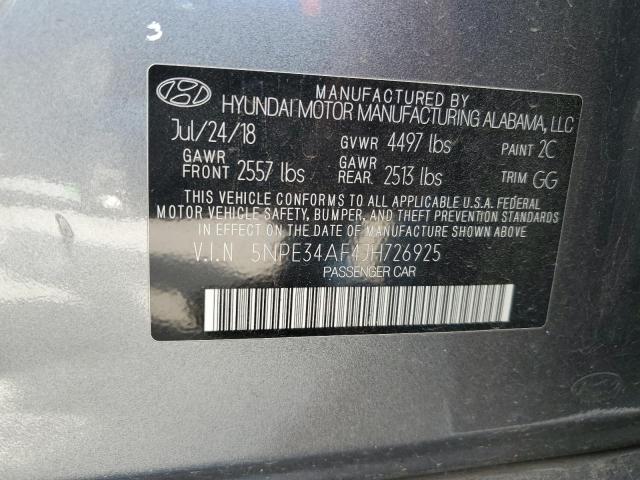 3
MANUFACTURED BY
HYUNDAI MOTOR MANUFACTURING ALABAMA, LLC
Jul/24/18 GVWR 4497 lbs PAINT 2C
GAWR FRONT 2557 lbs GAWR REAR. 2513 lbs TRIM GG
THIS VEHICLE CONFORMS TO ALL APPLICABLE U.S.A. FEDERAL
MOTOR VEHICLE SAFETY, BUMPER, AND THEFT PREVENTION
STANDARDS IN EFFECT ON THE DATE OF MANUFACTURE SHOWN
ABOVE.
V.I.N 5NPE34AF4JH726925
PASSENGER CAR